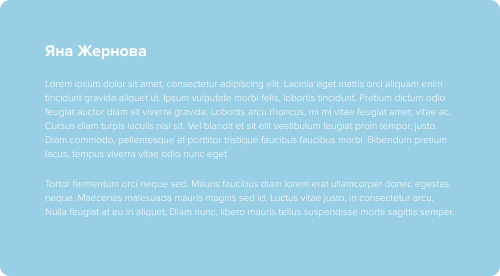 Яна Жернова
Lorem ipsum dolor sit amet, consectetur adipiscing elit. Lacinia eget mattis orci aliquam enim
tincidunt gravida aliquet ut. Ipsum vulputate morbi felis, lobortis tincidunt. Pretium dictum odio
feugiat auctor diam sit viverra gravida. Lobortis arcu rhoncus, mi mi vitae feugiat amet, vitae ac.
Cursus diam turpis iaculis nisi sit. Vel blandit et sit elit vestibulum feugiat proin tempor, justo.
Diam commodo, pellentesque at porttitor tristique faucibus faucibus morbi. Bibendum pretium
lacus, tempus viverra vitae odio nunc eget.
Tortor fermentum orci neque sed. Mauris faucibus diam lorem erat ullamcorper donec egestas
neque. Maecenas malesuada mauris magnis sed id. Luctus vitae justo, in consectetur arcu.
Nulla feugiat at eu in aliquet. Diam nunc, libero mauris tellus suspendisse morbi sagittis semper.